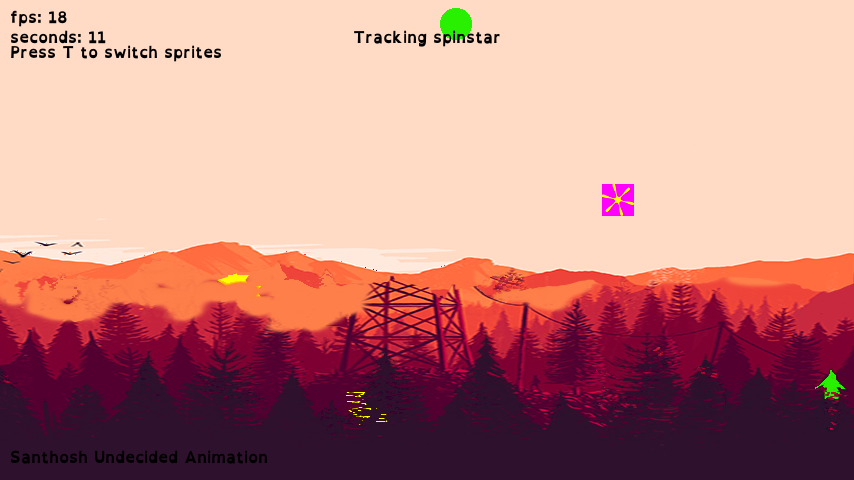 fps: 18
seconds: 11
Press T to switch sprites
Tracking spinstar
Santhosh Undecided Animation